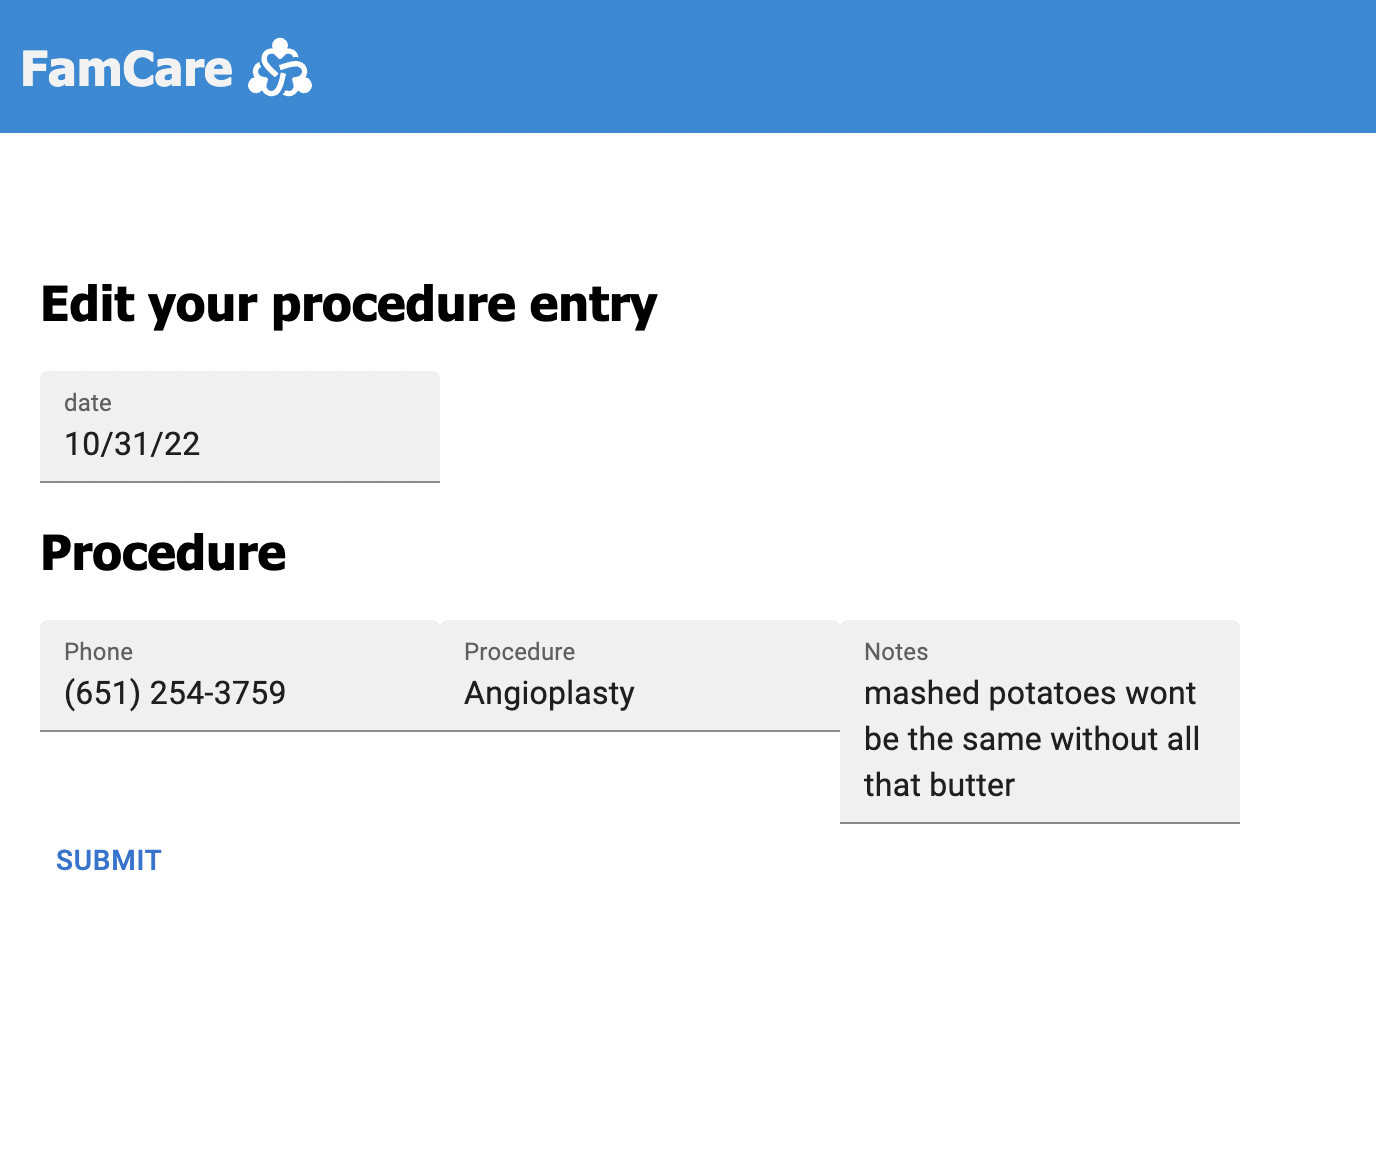 FamCare
Edit your procedure entry
date
10/31/22
Procedure
Phone
(651) 254-3759
Procedure
Angioplasty
Notes
mashed potatoes wont
be the same without all
that butter
SUBMIT